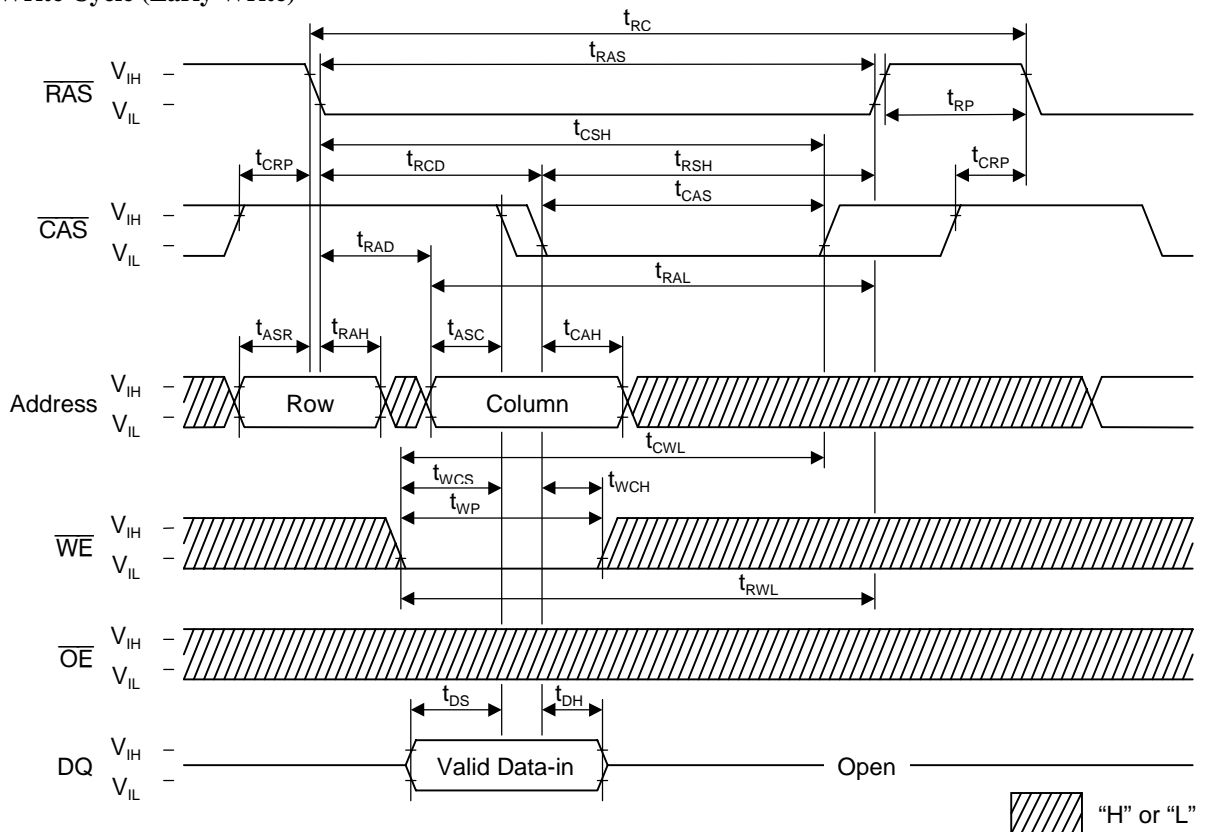 Write Cycle (Early Write)
tRC
tRAS
RAS VIH
VIL
tRP
tCSH
tCRP
tRCD
tRSH
tCRP
tCAS
CAS VIH
VIL
tRAD
tRAL
tASR
tRAH
tASC
tCAH
Address VIH
VIL
Row
Column
tCWL
tWCS
tWCH
tWP
WE VIH
VIL
tRWL
OE VIH
VIL
tDS
tDH
DQ VIH
VIL
Valid Data-in
Open
“H” or “L”